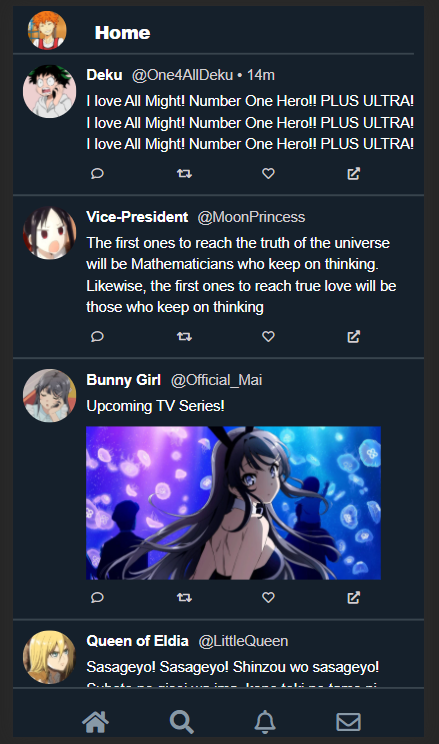 Home
Deku @One4AllDeku • 14m
I love All Might! Number One Hero!! PLUS ULTRA!
I love All Might! Number One Hero!! PLUS ULTRA!
I love All Might! Number One Hero!! PLUS ULTRA!
Vice-President @MoonPrincess
The first ones to reach the truth of the universe
will be Mathematicians who keep on thinking.
Likewise, the first ones to reach true love will be
those who keep on thinking
Bunny Girl @Official_Mai
Upcoming TV Series!
Queen of Eldia @LittleQueen
Sasageyo! Sasageyo! Shinzou wo sasageyo!